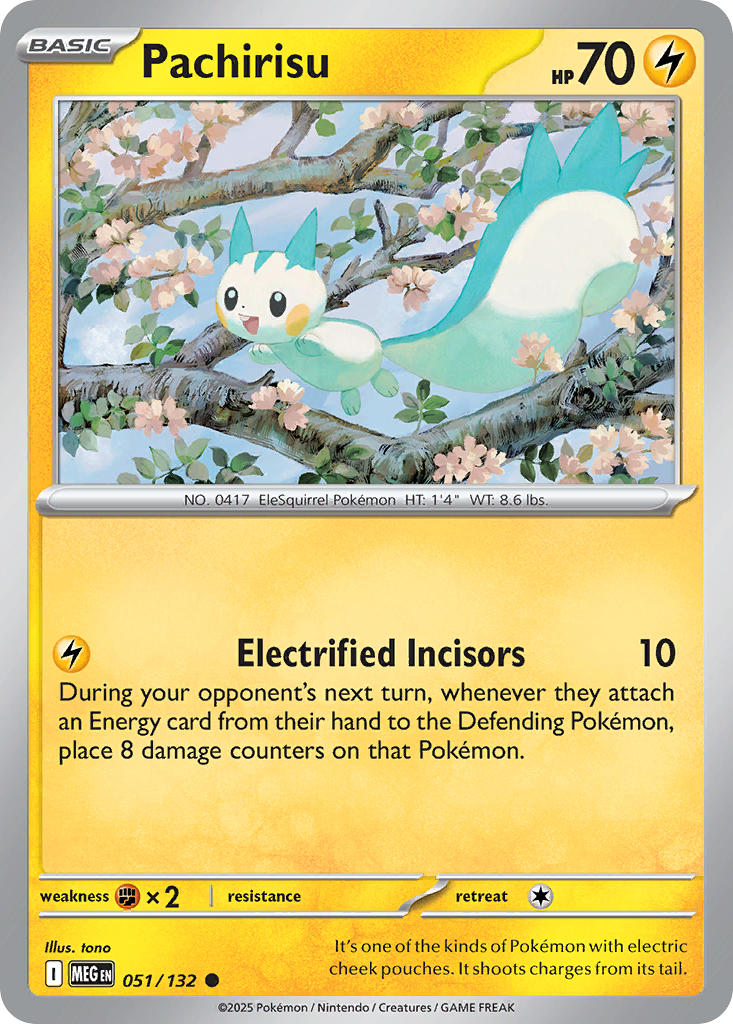 BASIC
Pachirisu
HP 70
NO. 0417 EleSquirrel Pokémon HT: 1'4" WT: 8.6 lbs.
Electrified Incisors 10
During your opponent's next turn, whenever they attach
an Energy card from their hand to the Defending Pokémon,
place 8 damage counters on that Pokémon.
weakness ×2 resistance retreat
Illus. tono
It's one of the kinds of Pokémon with electric
cheek pouches. It shoots charges from its tail.
I MEG EN 051/132
©2025 Pokémon / Nintendo / Creatures / GAME FREAK